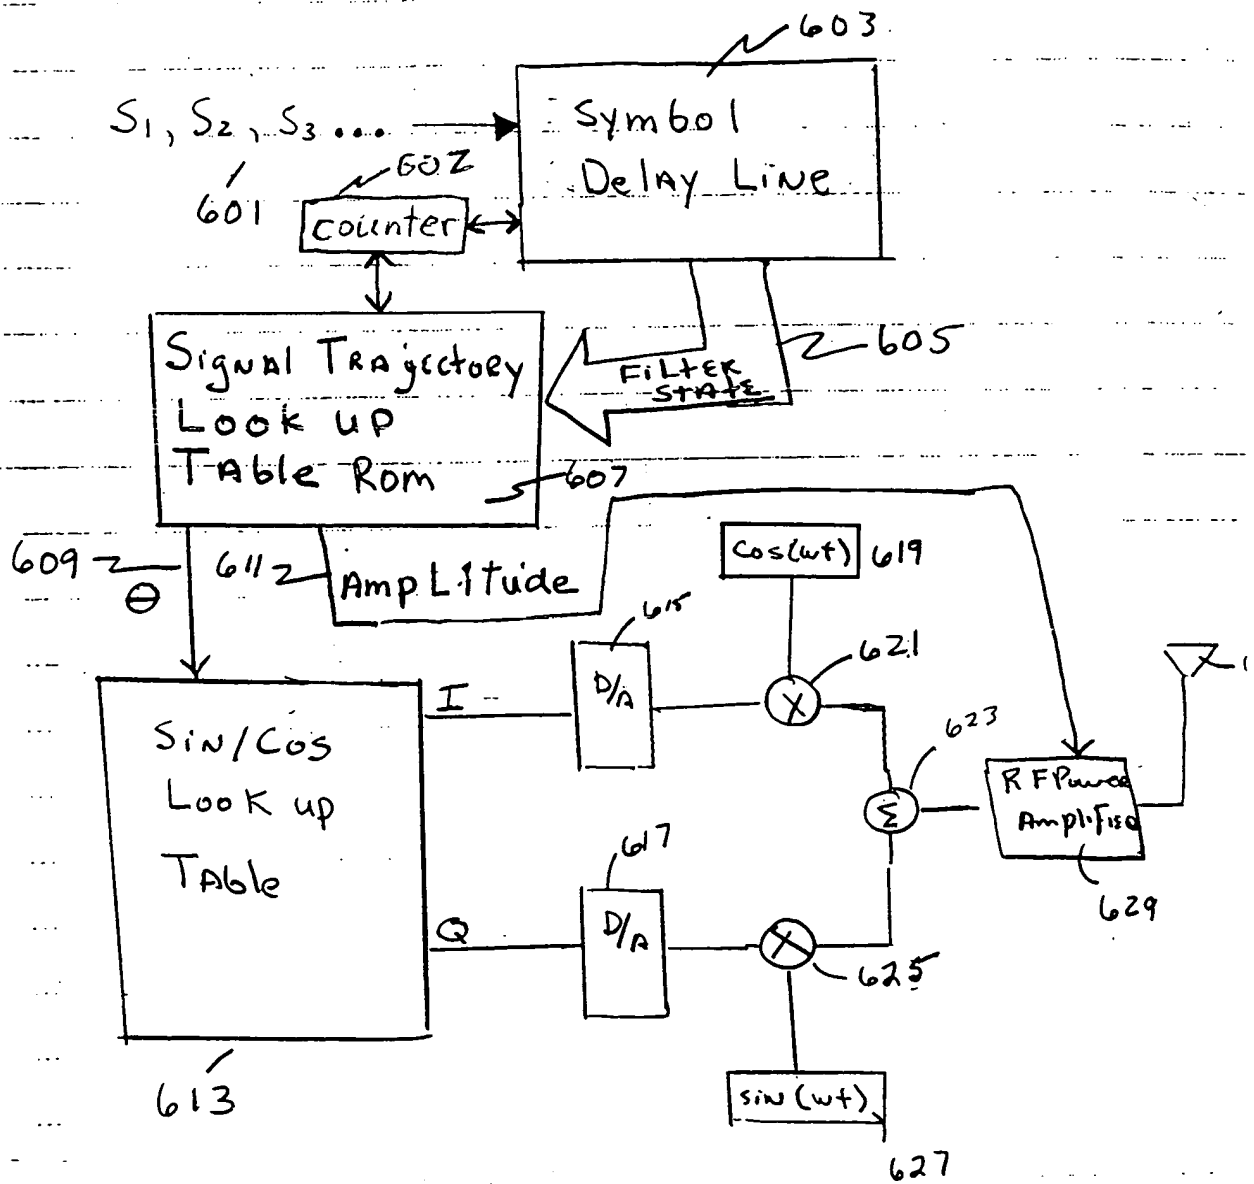 603
S1, S2, S3...
Symbol
Delay Line
602
601
counter
605
Signal Trajectory
Look up
Table Rom
Filter
State
607
609
θ
611
Amplitude
Cos(wt)
619
615
621
D/A
I
623
Sin/Cos
Look up
Table
X
Σ
RF Power
617
Q
D/A
X
625
629
613
sin(wt)
627